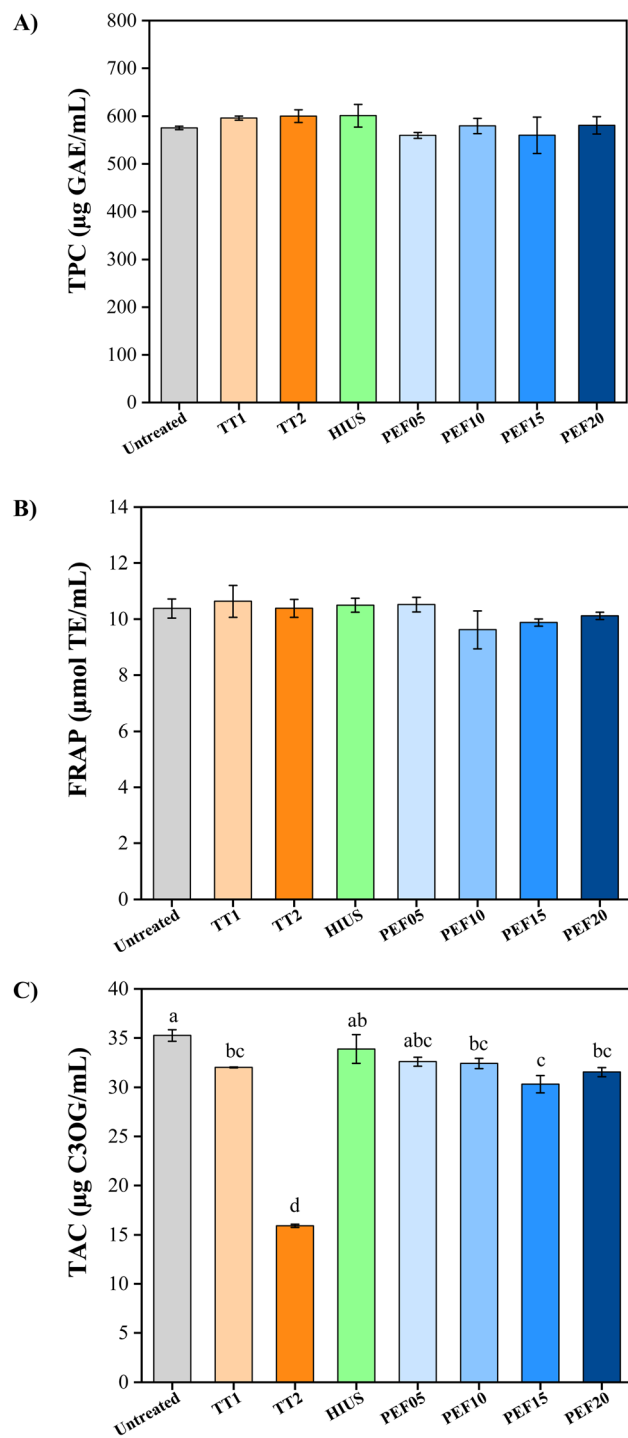 A)
TPC (µg GAE/mL)
800
700
600
500
400
300
200
100
0
Untreated TT1 TT2 HIUS PEF05 PEF10 PEF15 PEF20
B)
FRAP (µmol TE/mL)
14
12
10
8
6
4
2
0
Untreated TT1 TT2 HIUS PEF05 PEF10 PEF15 PEF20
C)
TAC (µg C3OG/mL)
40
35
30
25
20
15
10
5
0
a bc d ab abc bc c bc
Untreated TT1 TT2 HIUS PEF05 PEF10 PEF15 PEF20